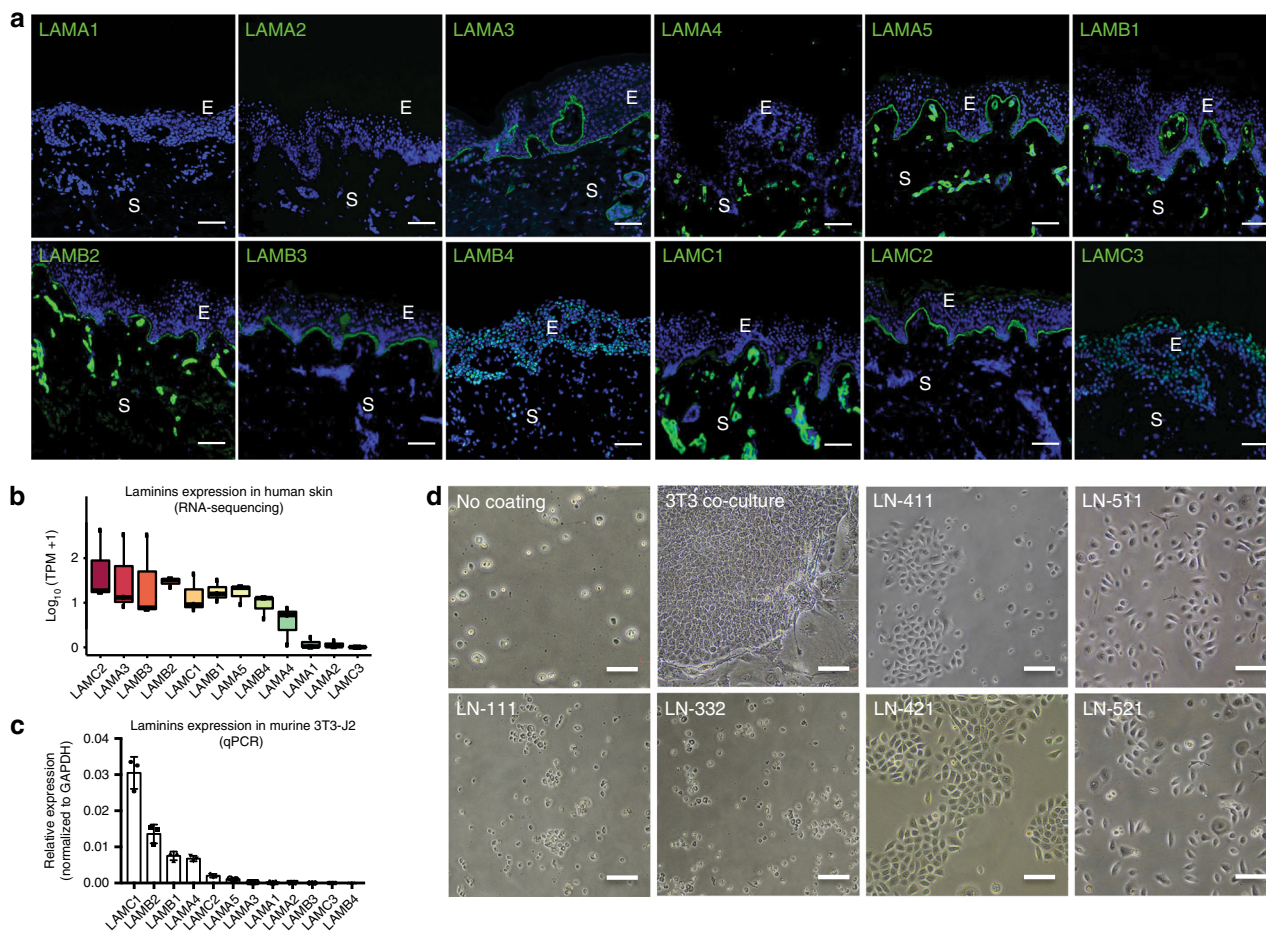 a
LAMA1 LAMA2 LAMA3 LAMA4 LAMA5 LAMB1
E E E E E E
S S S S S S
LAMB2 LAMB3 LAMB4 LAMC1 LAMC2 LAMC3
E E E E E E
S S S S S S
b
Laminins expression in human skin
(RNA-sequencing)
Log10 (TPM +1)
2
1
0
LAMC2 LAMA3 LAMB3 LAMB2 LAMC1 LAMB1 LAMA5 LAMB4 LAMA4 LAMA1 LAMA2 LAMC3
c
Laminins expression in murine 3T3-J2
(qPCR)
Relative expression
(normalized to GAPDH)
0.04
0.03
0.02
0.01
0.00
LAMC1 LAMB2 LAMB1 LAMA4 LAMC2 LAMA5 LAMA3 LAMA1 LAMA2 LAMB3 LAMC3 LAMB4
d
No coating 3T3 co-culture LN-411 LN-511
LN-111 LN-332 LN-421 LN-521